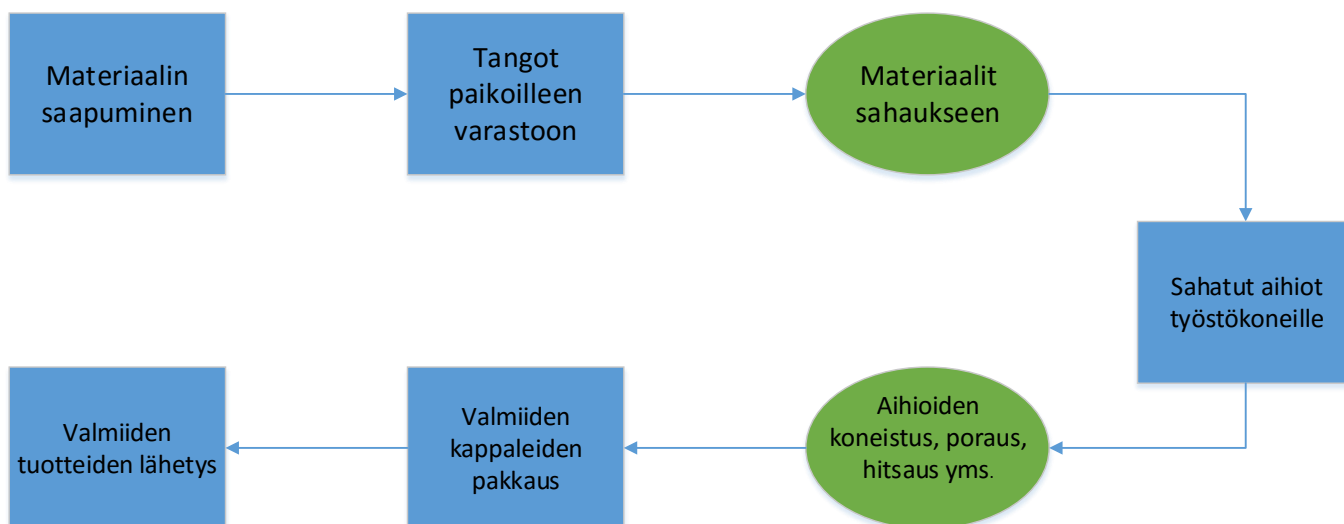 Materiaalin
saapuminen
Tangot
paikoilleen
varastoon
Materiaalit
sahaukseen
Sahatut aihiot
työstökoneille
Aihioiden
koneistus, poraus,
hitsaus yms.
Valmiiden
kappaleiden
pakkaus
Valmiiden
tuotteiden lähetys